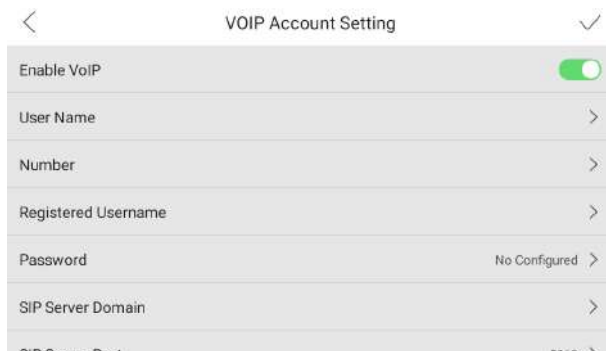 VOIP Account Setting
Enable VoIP
User Name
Number
Registered Username
Password No Configured
SIP Server Domain